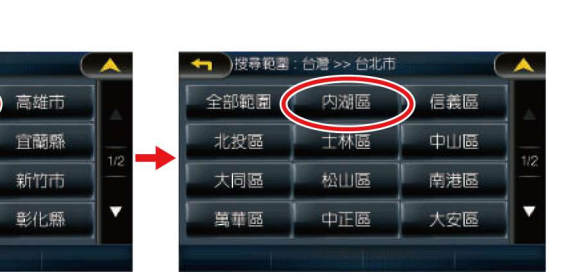 高雄市
宜蘭縣
新竹市
彰化縣
1/2
搜尋範圍：台灣 >> 台北市
全部範圍 內湖區 信義區
北投區 士林區 中山區
大同區 松山區 南港區
萬華區 中正區 大安區
1/2